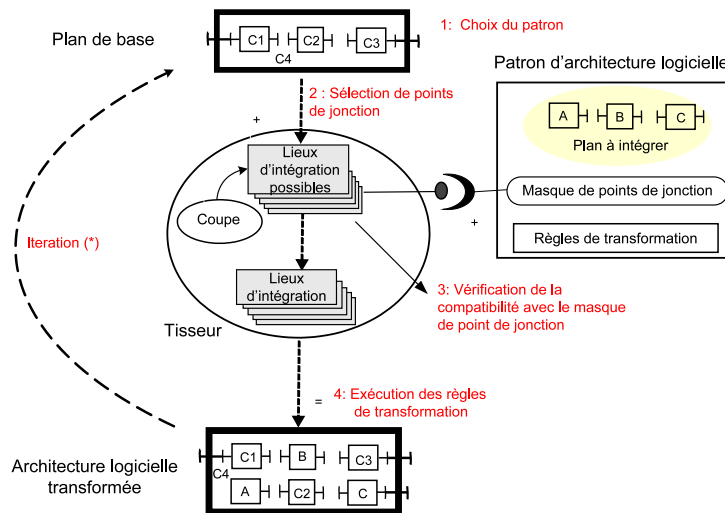 Plan de base
C1
C2
C3
C4
1: Choix du patron
Patron d'architecture logicielle
2 : Sélection de points
de jonction
A
B
C
Plan à intégrer
+
Lieux
d'intégration
possibles
Coupe
Masque de points de jonction
+
Règles de transformation
Iteration (*)
Lieux
d'intégration
3: Vérification de la
compatibilité avec le masque
de point de jonction
Tisseur
=
4: Exécution des règles
de transformation
Architecture logicielle
transformée
C4
C1
B
C3
A
C2
C